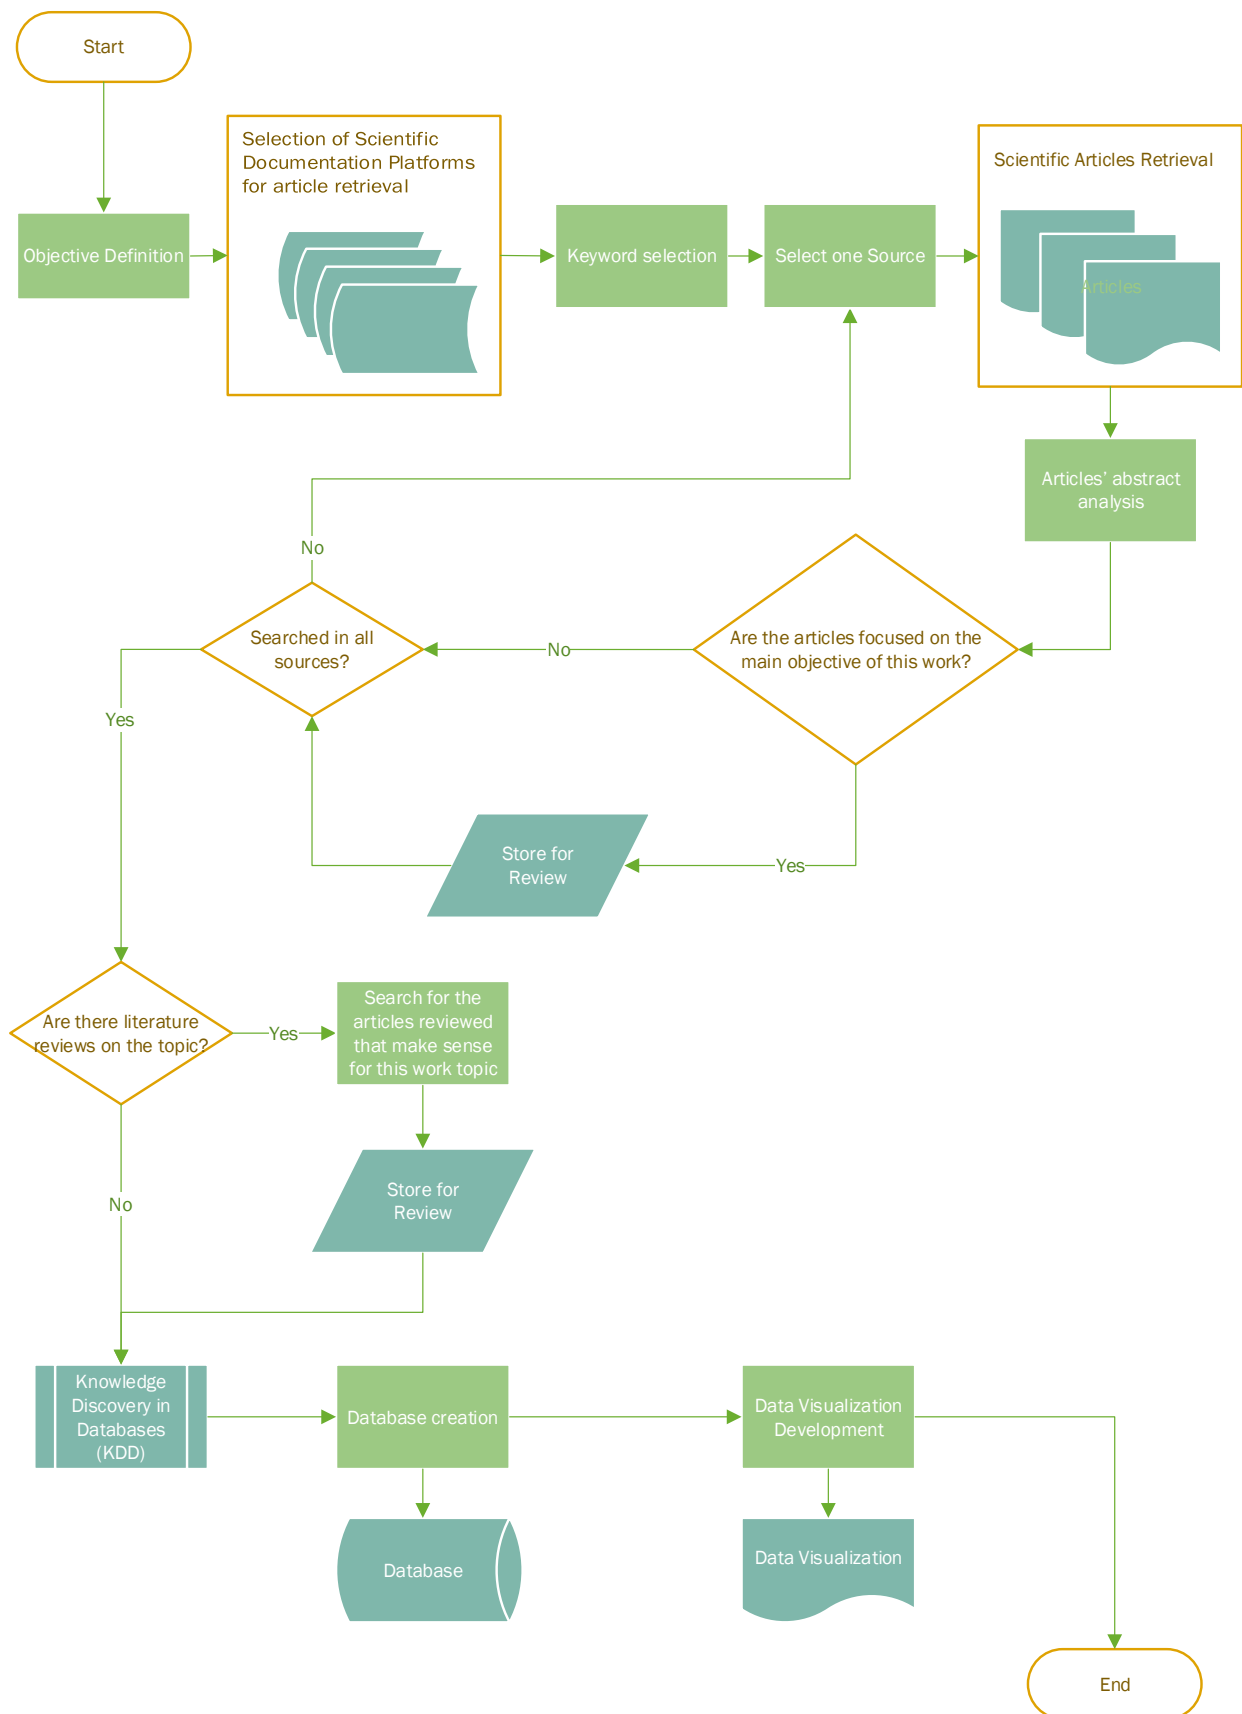 Start
Selection of Scientific
Documentation Platforms
for article retrieval
Scientific Articles Retrieval
Objective Definition
Keyword selection
Select one Source
Articles
Articles' abstract
analysis
No
Searched in all
sources?
No
Are the articles focused on the
main objective of this work?
Yes
Store for
Review
Yes
Are there literature
reviews on the topic?
Yes
Search for the
articles reviewed
that make sense
for this work topic
No
Store for
Review
Knowledge
Discovery in
Databases
(KDD)
Database creation
Data Visualization
Development
Database
Data Visualization
End